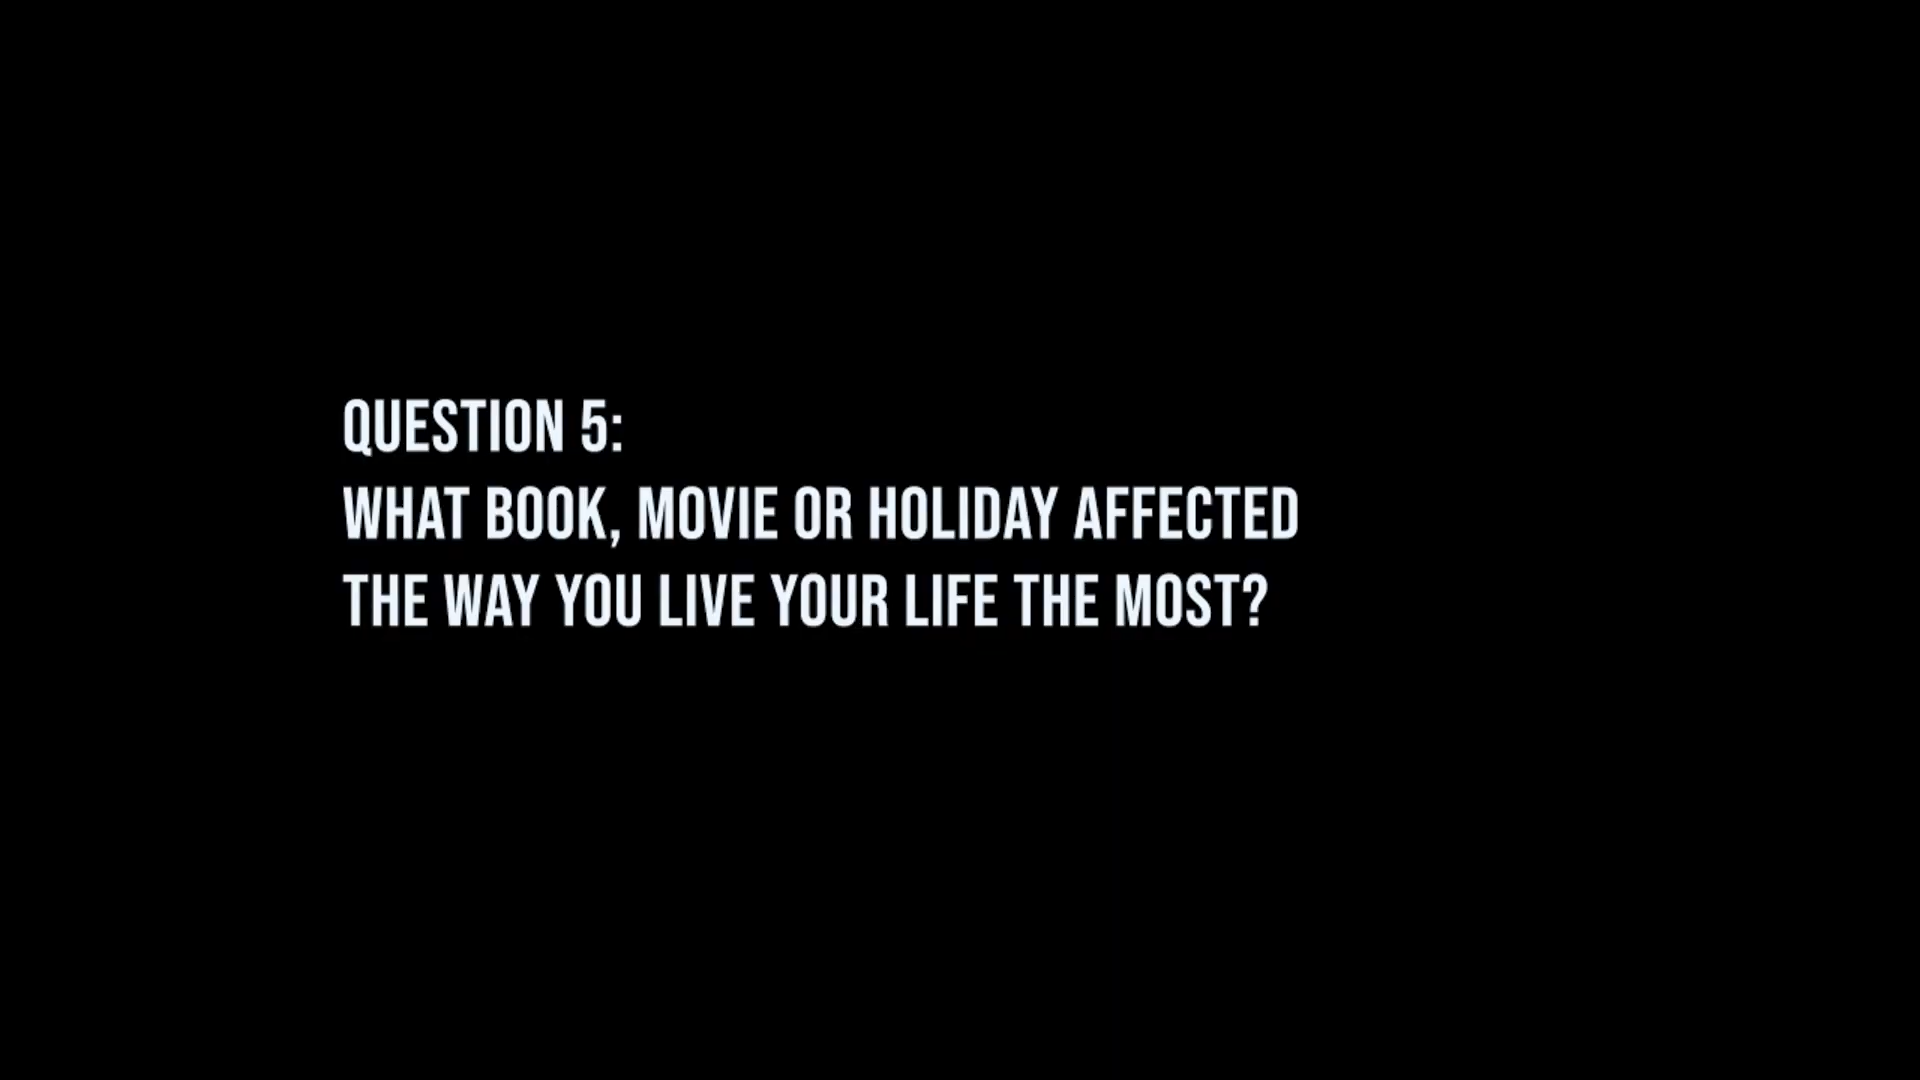 QUESTION 5:
WHAT BOOK, MOVIE OR HOLIDAY AFFECTED
THE WAY YOU LIVE YOUR LIFE THE MOST?